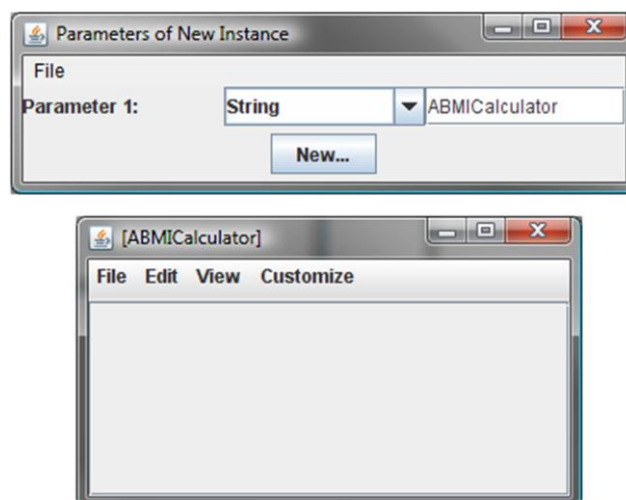 Parameters of New Instance
File
Parameter 1: String ABMICalculator
New...
[ABMICalculator]
File Edit View Customize